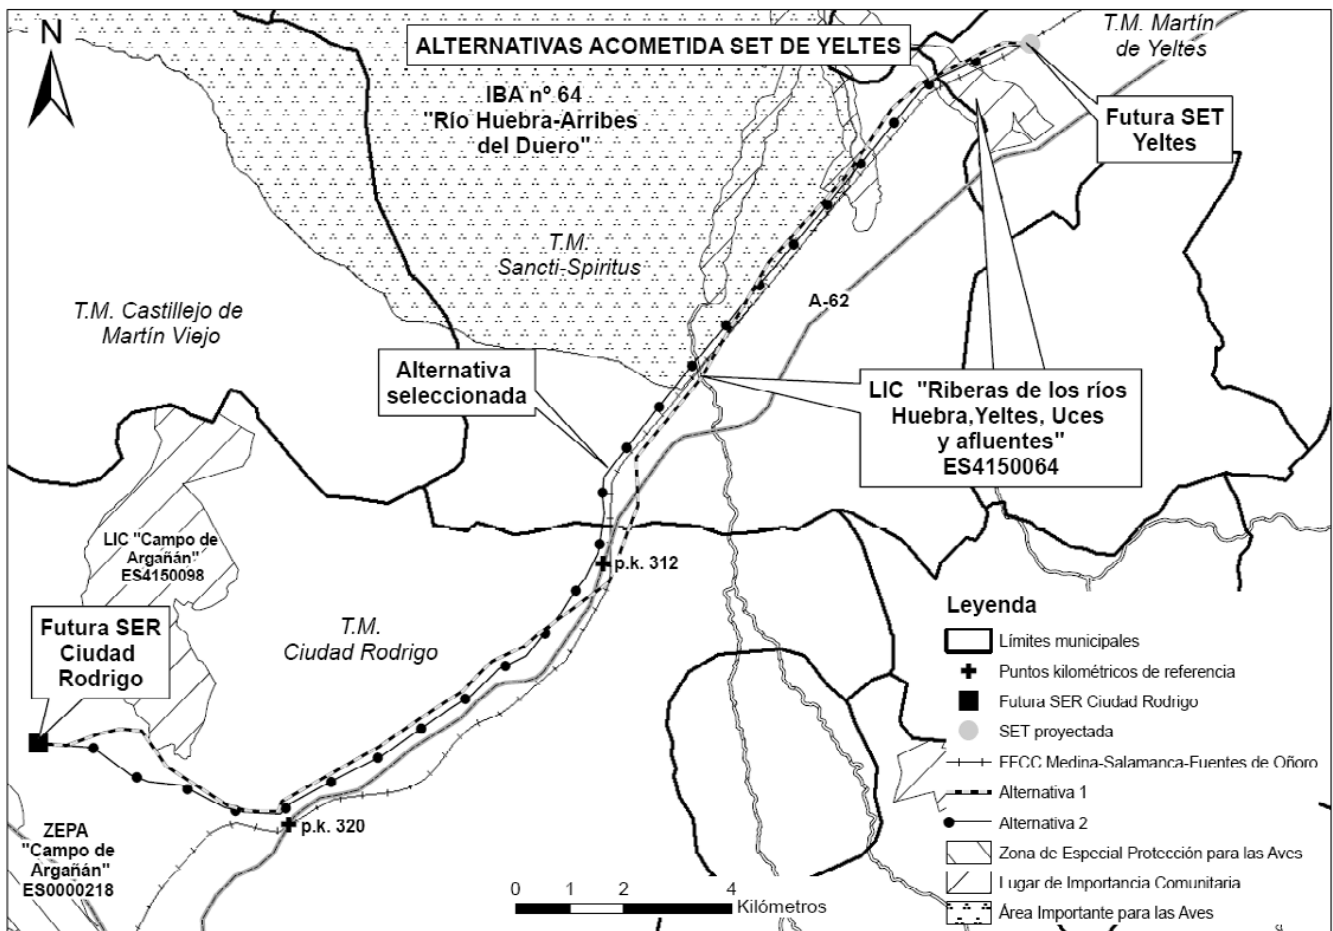 N
ALTERNATIVAS ACOMETIDA SET DE YELTES
T.M. Martín
de Yeltes
IBA nº 64
"Río Huebra-Arribes
del Duero"
Futura SET
Yeltes
T.M.
Sancti-Spiritus
T.M. Castillejo de
Martín Viejo
A-62
Alternativa
seleccionada
LIC "Riberas de los ríos
Huebra,Yeltes, Uces
y afluentes"
ES4150064
LIC "Campo de
Argañán"
ES4150098
p.k. 312
Futura SER
Ciudad
Rodrigo
T.M.
Ciudad Rodrigo
p.k. 320
ZEPA
"Campo de
Argañán"
ES0000218
0 1 2 4
Kilómetros
Leyenda
Límites municipales
Puntos kilométricos de referencia
Futura SER Ciudad Rodrigo
SET proyectada
FFCC Medina-Salamanca-Fuentes de Oñoro
Alternativa 1
Alternativa 2
Zona de Especial Protección para las Aves
Lugar de Importancia Comunitaria
Área Importante para las Aves